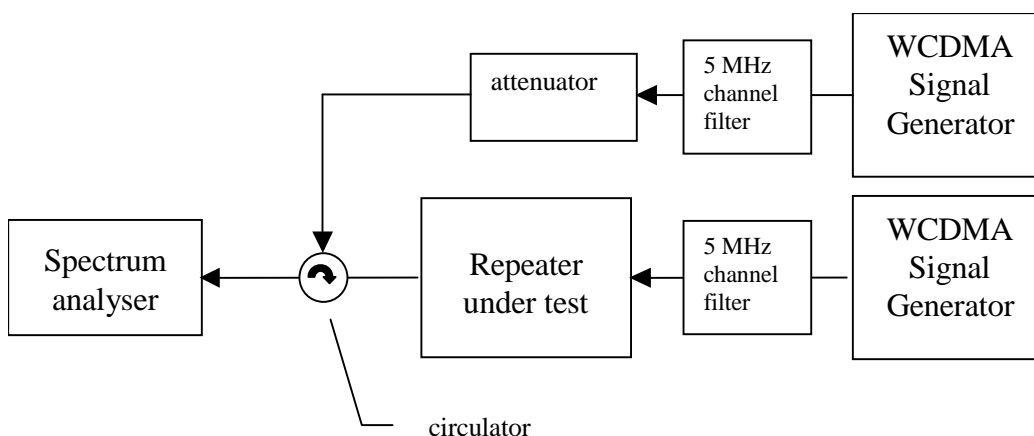 attenuator
5 MHz
channel
filter
WCDMA
Signal
Generator
Spectrum
analyser
Repeater
under test
5 MHz
channel
filter
WCDMA
Signal
Generator
circulator